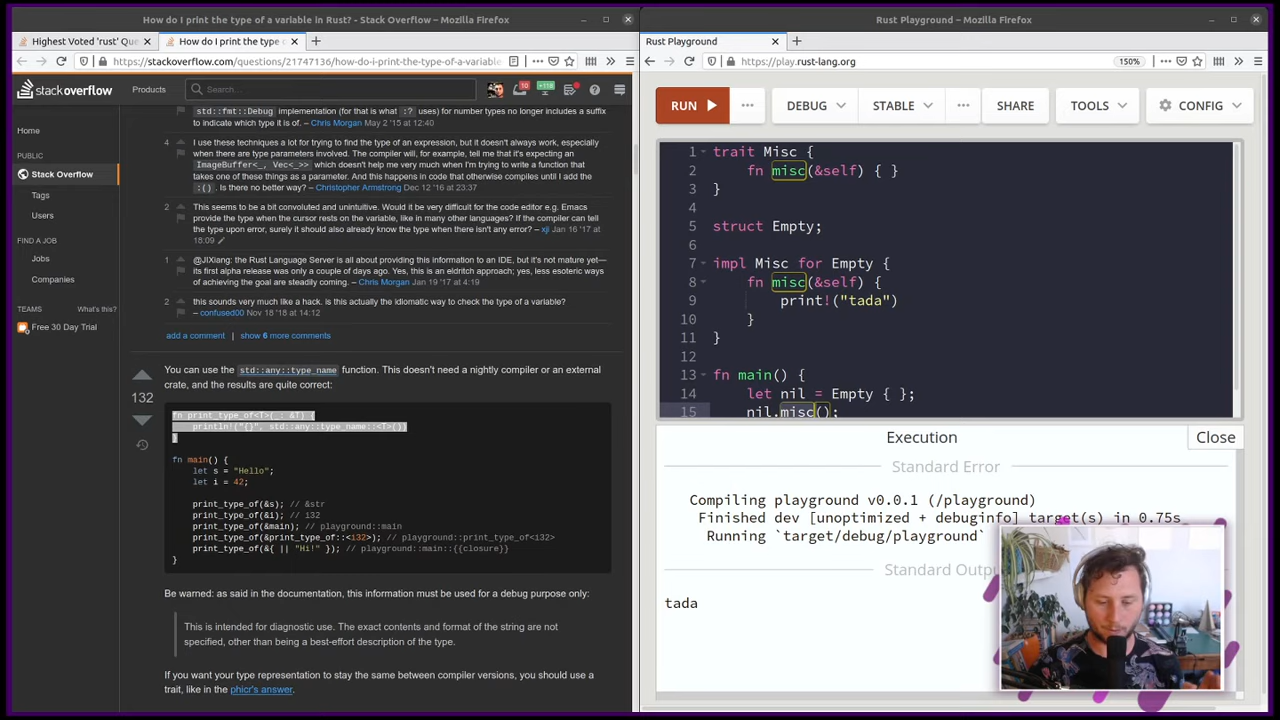 How do I print the type of a variable in Rust? - Stack Overflow - Mozilla Firefox
Highest Voted 'rust' Que
How do I print the type
https://stackoverflow.com/questions/21747136/how-do-i-print-the-type-of-a-variable
stackoverflow
Products
Search...
10
+118
std::fmt::Debug implementation (for that is what :? uses) for number types no longer includes a suffix
to indicate which type it is of. – Chris Morgan May 2 '15 at 12:40
Home
PUBLIC
Stack Overflow
Tags
Users
FIND A JOB
Jobs
Companies
TEAMS
What's this?
Free 30 Day Trial
4
I use these techniques a lot for trying to find the type of an expression, but it doesn't always work, especially
when there are type parameters involved. The compiler will, for example, tell me that it's expecting an
ImageBuffer<_, Vec<_>> which doesn't help me very much when I'm trying to write a function that
takes one of these things as a parameter. And this happens in code that otherwise compiles until I add the
:() . Is there no better way? – Christopher Armstrong Dec 12 '16 at 23:37
2
This seems to be a bit convoluted and unintuitive. Would it be very difficult for the code editor e.g. Emacs
provide the type when the cursor rests on the variable, like in many other languages? If the compiler can tell
the type upon error, surely it should also already know the type when there isn't any error? – xji Jan 16 '17 at
18:09
1
@JIXiang: the Rust Language Server is all about providing this information to an IDE, but it's not mature yet—
its first alpha release was only a couple of days ago. Yes, this is an eldritch approach; yes, less esoteric ways
of achieving the goal are steadily coming. – Chris Morgan Jan 19 '17 at 4:19
2
this sounds very much like a hack. is this actually the idiomatic way to check the type of a variable?
– confused00 Nov 18 '18 at 14:12
add a comment | show 6 more comments
132
You can use the std::any::type_name function. This doesn't need a nightly compiler or an external
crate, and the results are quite correct:
fn print_type_of<T>(_: &T) {
println!("{}", std::any::type_name::<T>())
}
fn main() {
let s = "Hello";
let i = 42;
print_type_of(&s); // &str
print_type_of(&i); // i32
print_type_of(&main); // playground::main
print_type_of(&print_type_of::<i32>); // playground::print_type_of<i32>
print_type_of(&{ || "Hi!" }); // playground::main::{{closure}}
}
Be warned: as said in the documentation, this information must be used for a debug purpose only:
This is intended for diagnostic use. The exact contents and format of the string are not
specified, other than being a best-effort description of the type.
If you want your type representation to stay the same between compiler versions, you should use a
trait, like in the phicr's answer.
Rust Playground – Mozilla Firefox
Rust Playground
https://play.rust-lang.org
150%
RUN
DEBUG
STABLE
SHARE
TOOLS
CONFIG
1 trait Misc {
2 fn misc(&self) { }
3 }
4
5 struct Empty;
6
7 impl Misc for Empty {
8 fn misc(&self) {
9 print!("tada")
10 }
11 }
12
13 fn main() {
14 let nil = Empty { };
15 nil.misc();
Execution
Close
Standard Error
Compiling playground v0.0.1 (/playground)
Finished dev [unoptimized + debuginfo] target(s) in 0.75s
Running `target/debug/playground`
Standard Outp
tada